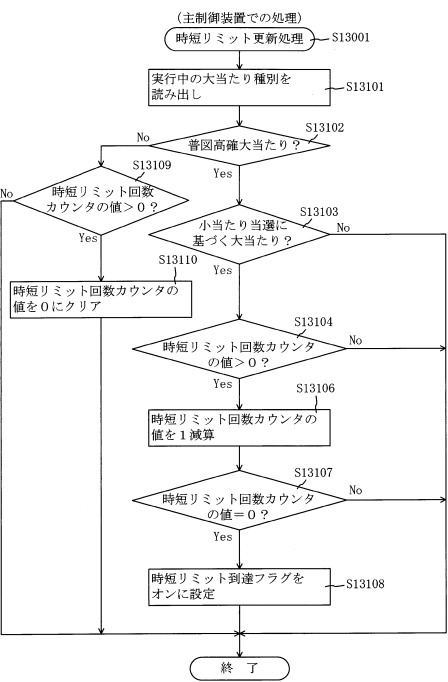 （主制御装置での処理）
時短リミット更新処理
S13001
実行中の大当たり種別を
読み出し
S13101
S13102
普図高確大当たり？
No
Yes
S13109
時短リミット回数
カウンタの値＞０？
No
Yes
S13103
小当たり当選に
基づく大当たり？
No
Yes
S13110
時短リミット回数カウンタの
値を０にクリア
S13104
時短リミット回数カウンタ
の値＞０？
No
Yes
S13106
時短リミット回数カウンタの
値を１減算
S13107
時短リミット回数カウンタ
の値＝０？
No
Yes
時短リミット到達フラグを
オンに設定
S13108
終　了